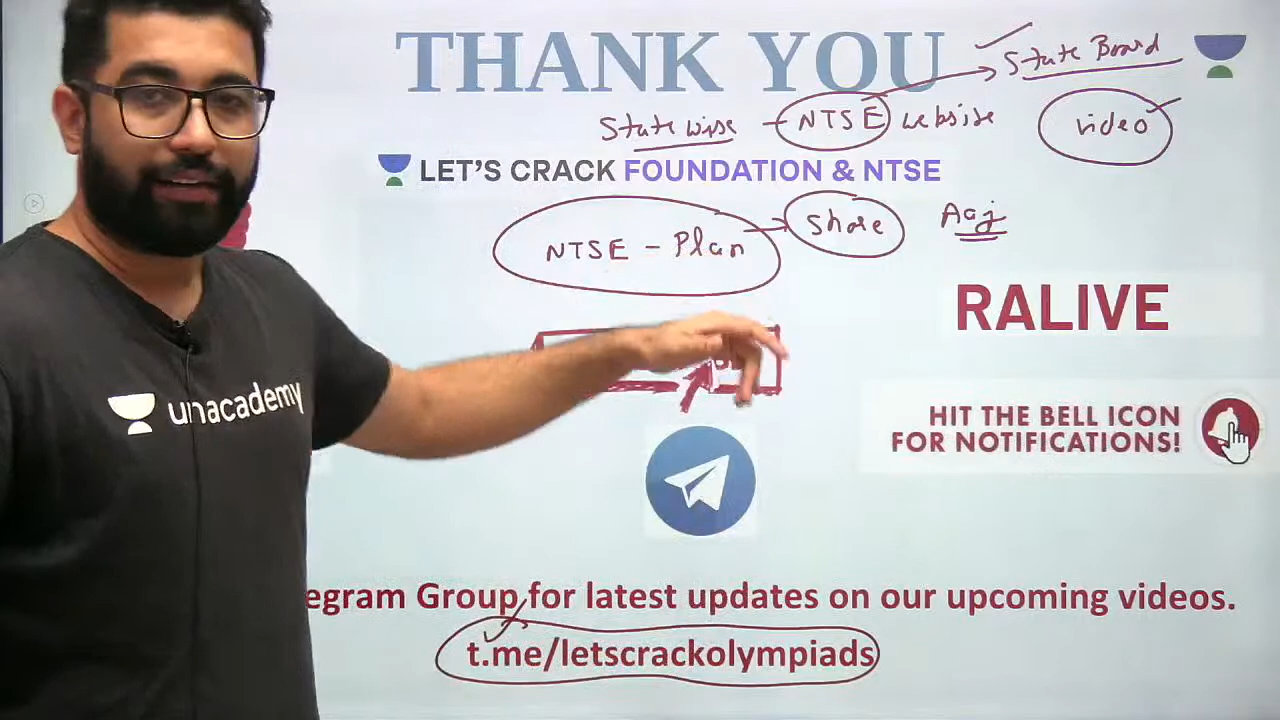 THANK YOU
State Board
State wise - NTSE website
video
LET'S CRACK FOUNDATION & NTSE
NTSE - Plan
Share
Aaj
RALIVE
unacademy
HIT THE BELL ICON
FOR NOTIFICATIONS!
egram Group for latest updates on our upcoming videos.
t.me/letscrackolympiads